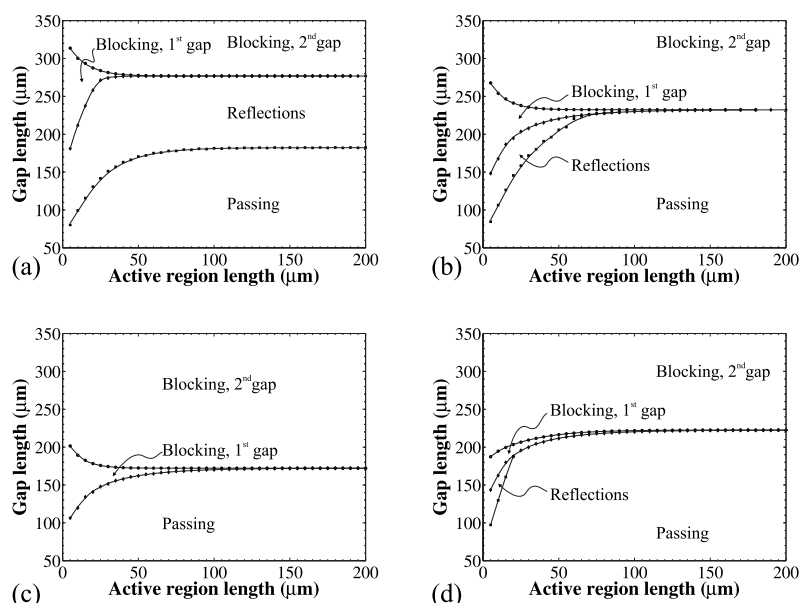 350
300
250
200
150
100
50
Gap length (μm)
Blocking, 1st gap
Blocking, 2nd gap
Reflections
Passing
0 50 100 150 200
(a) Active region length (μm)
350
300
250
200
150
100
50
Gap length (μm)
Blocking, 2nd gap
Blocking, 1st gap
Reflections
Passing
0 50 100 150 200
(b) Active region length (μm)
350
300
250
200
150
100
50
Gap length (μm)
Blocking, 2nd gap
Blocking, 1st gap
Passing
0 50 100 150 200
(c) Active region length (μm)
350
300
250
200
150
100
50
Gap length (μm)
Blocking, 2nd gap
Blocking, 1st gap
Reflections
Passing
0 50 100 150 200
(d) Active region length (μm)